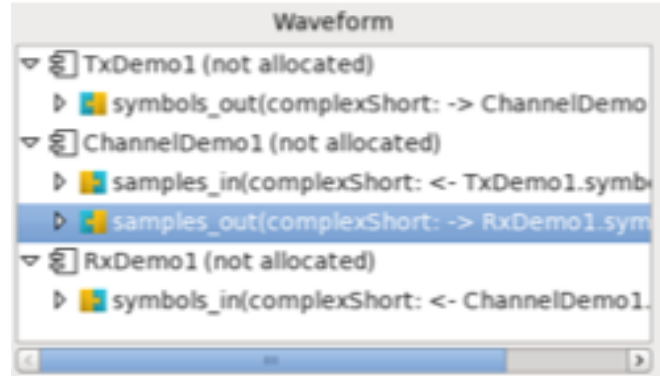 Waveform
TxDemo1 (not allocated)
symbols_out(complexShort: -> ChannelDemo
ChannelDemo1 (not allocated)
samples_in(complexShort: <- TxDemo1.symb
samples_out(complexShort: -> RxDemo1.sym
RxDemo1 (not allocated)
symbols_in(complexShort: <- ChannelDemo1.